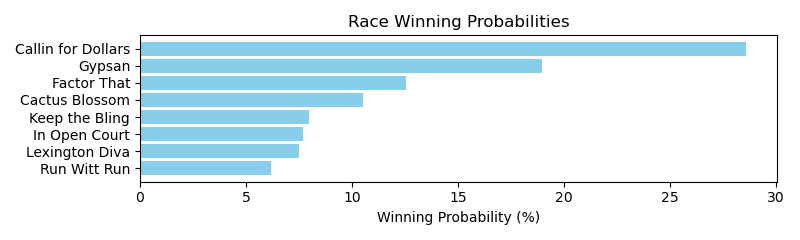 Race Winning Probabilities
Callin for Dollars
Gypsan
Factor That
Cactus Blossom
Keep the Bling
In Open Court
Lexington Diva
Run Witt Run
0 5 10 15 20 25 30
Winning Probability (%)